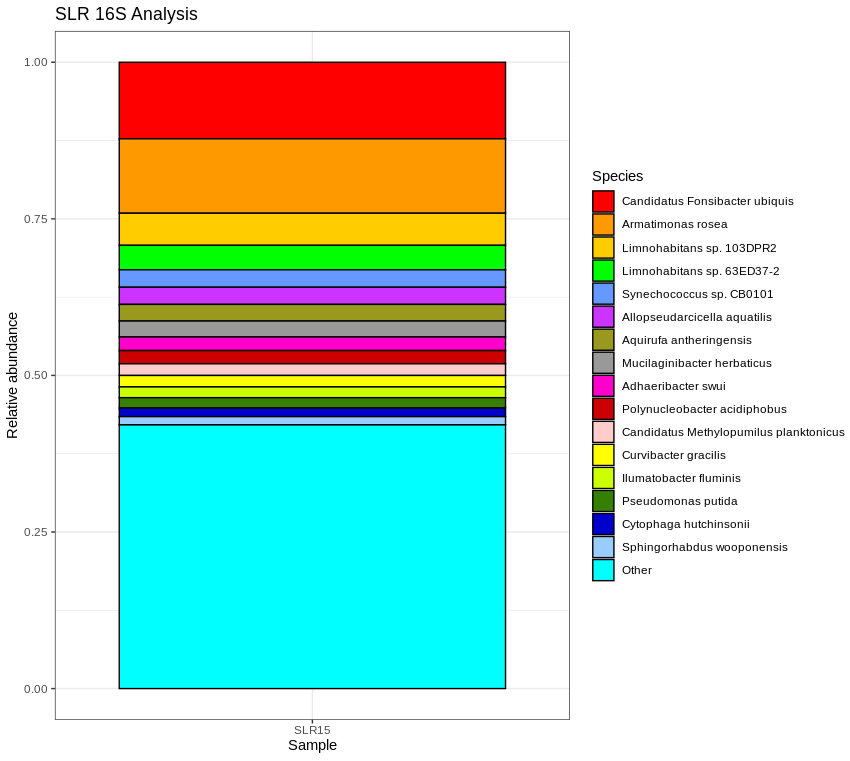 SLR 16S Analysis
1.00
0.75
0.50
0.25
0.00
Relative abundance
SLR15
Sample
Species
Candidatus Fonsibacter ubiquis
Armatimonas rosea
Limnohabitans sp. 103DPR2
Limnohabitans sp. 63ED37-2
Synechococcus sp. CB0101
Allopseudarcicella aquatilis
Aquirufa antheringensis
Mucilaginibacter herbaticus
Adhaeribacter swui
Polynucleobacter acidiphobus
Candidatus Methylopumilus planktonicus
Curvibacter gracilis
Ilumatobacter fluminis
Pseudomonas putida
Cytophaga hutchinsonii
Sphingorhabdus wooponensis
Other